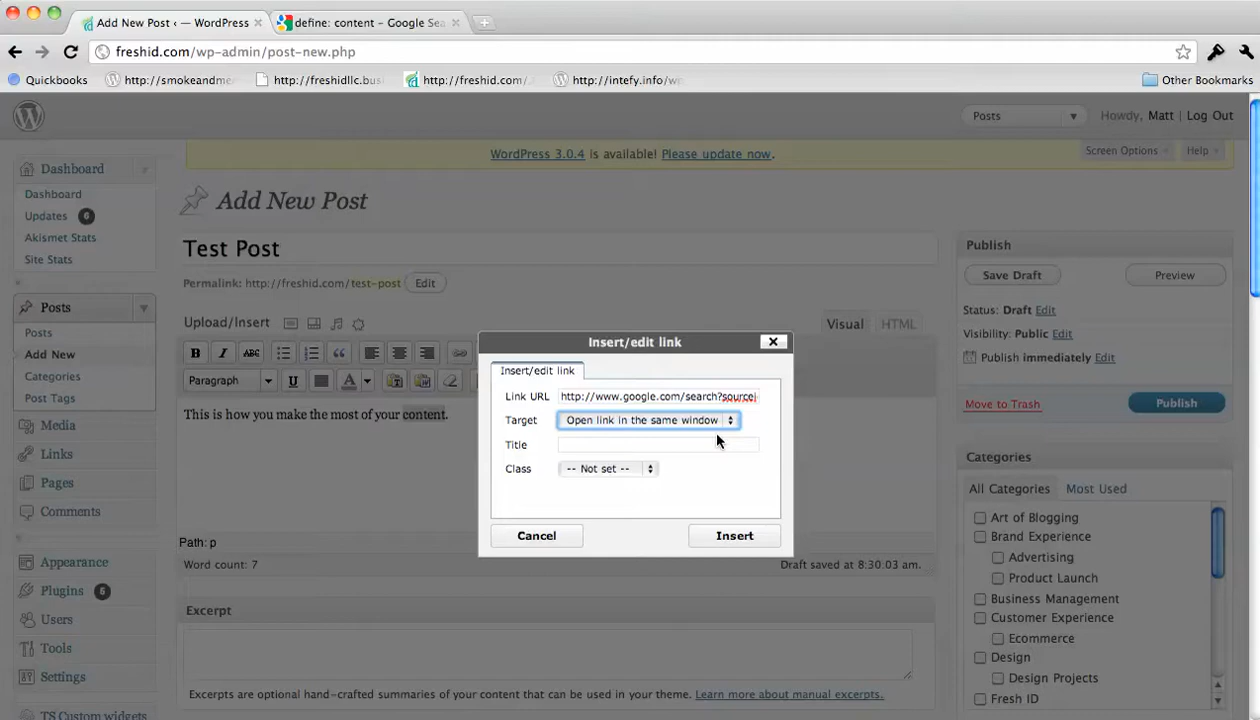 Add New Post ‹ — WordPress
define: content – Google Sea
freshid.com/wp-admin/post-new.php
Quickbooks
http://smokeandme
http://freshidllc.bus
http://freshid.com/
http://intefy.info/w
Other Bookmarks
Posts
Howdy, Matt | Log Out
WordPress 3.0.4 is available! Please update now.
Screen Options
Help
Dashboard
Dashboard
Updates 6
Akismet Stats
Site Stats
Posts
Posts
Add New
Categories
Post Tags
Media
Links
Pages
Comments
Appearance
Plugins 6
Users
Tools
Settings
TS Custom widgets
Add New Post
Test Post
Permalink: http://freshid.com/test-post Edit
Upload/Insert
Visual
HTML
B I ABC
Paragraph U A
This is how you make the most of your content.
Path: p
Word count: 7
Draft saved at 8:30:03 am.
Excerpt
Excerpts are optional hand-crafted summaries of your content that can be used in your theme. Learn more about manual excerpts.
Insert/edit link
Insert/edit link
Link URL http://www.google.com/search?sourcei
Target Open link in the same window
Title
Class -- Not set --
Cancel
Insert
Publish
Save Draft
Preview
Status: Draft Edit
Visibility: Public Edit
Publish immediately Edit
Move to Trash
Publish
Categories
All Categories
Most Used
Art of Blogging
Brand Experience
Advertising
Product Launch
Business Management
Customer Experience
Ecommerce
Design
Design Projects
Fresh ID